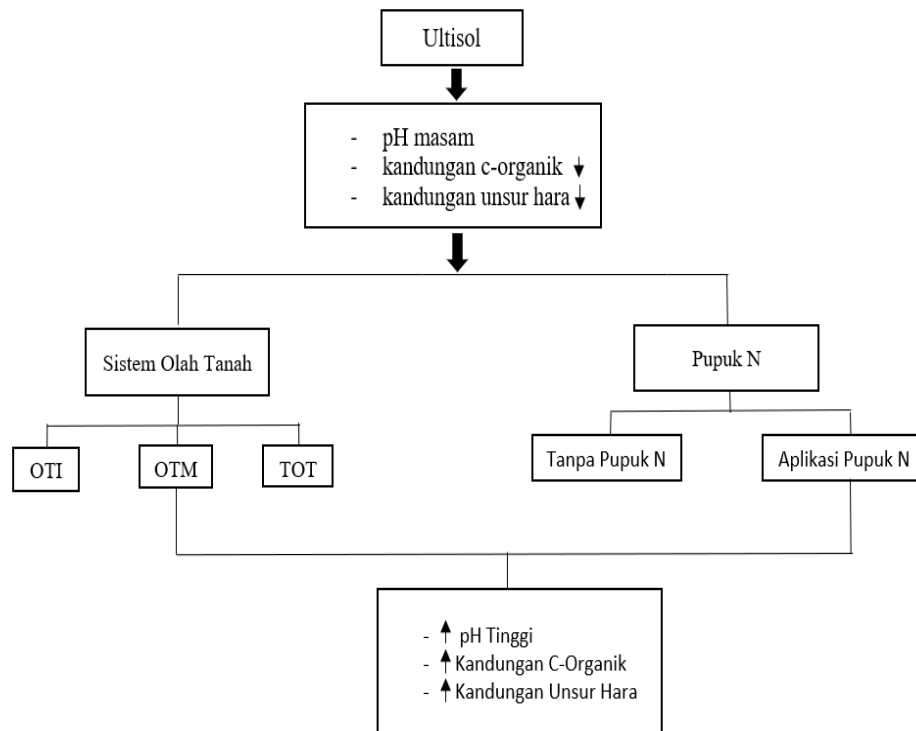 Ultisol
- pH masam
- kandungan c-organik ↓
- kandungan unsur hara ↓
Sistem Olah Tanah
Pupuk N
OTI
OTM
TOT
Tanpa Pupuk N
Aplikasi Pupuk N
- ↑ pH Tinggi
- ↑ Kandungan C-Organik
- ↑ Kandungan Unsur Hara